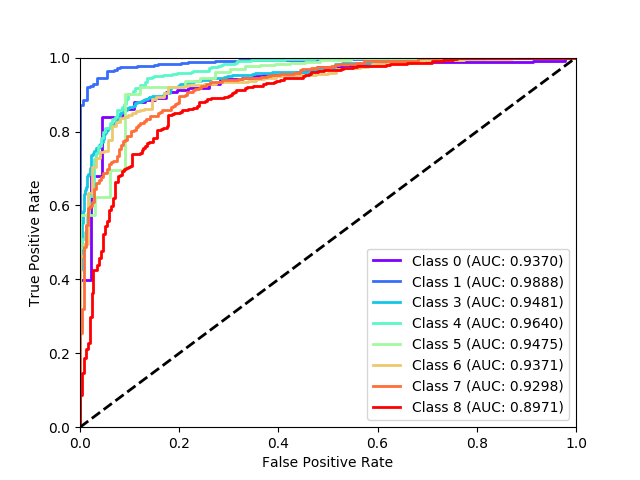 1.0
0.8
0.6
0.4
0.2
0.0
True Positive Rate
Class 0 (AUC: 0.9370)
Class 1 (AUC: 0.9888)
Class 3 (AUC: 0.9481)
Class 4 (AUC: 0.9640)
Class 5 (AUC: 0.9475)
Class 6 (AUC: 0.9371)
Class 7 (AUC: 0.9298)
Class 8 (AUC: 0.8971)
0.0 0.2 0.4 0.6 0.8 1.0
False Positive Rate